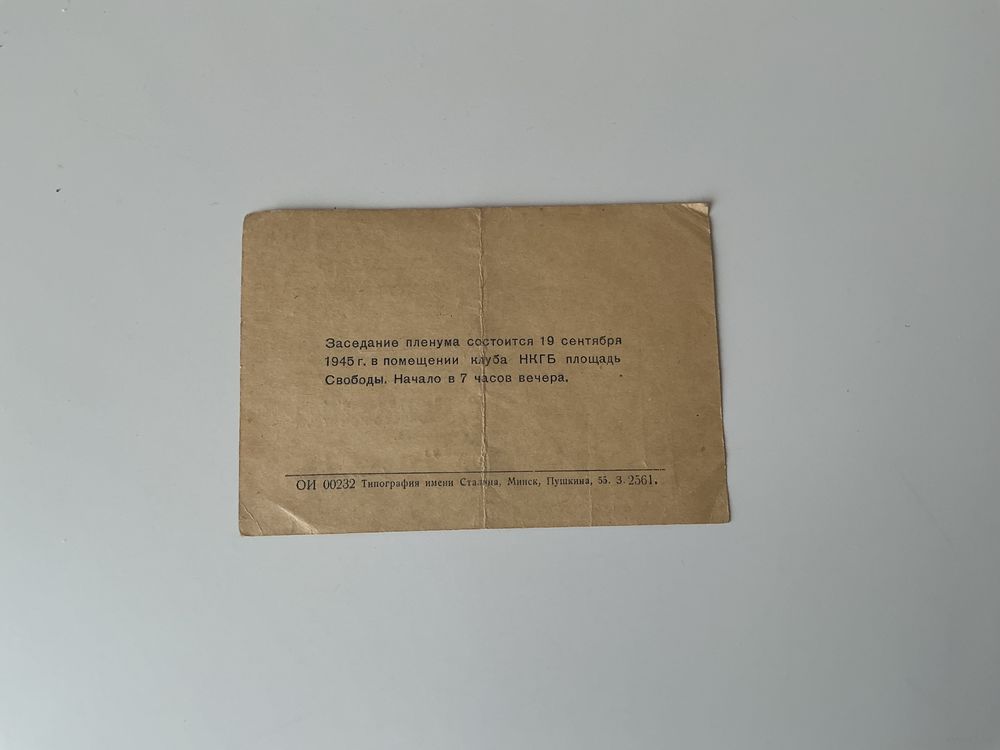 Заседание пленума состоится 19 сентября
1945 г. в помещении клуба НКГБ площадь
Свободы. Начало в 7 часов вечера.
ОИ 00232 Типография имени Сталина, Минск, Пушкина, 55. З. 2561.